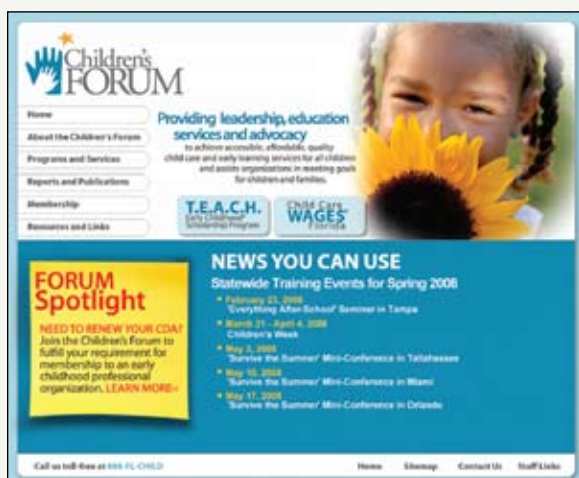 Children's
FORUM
Home
About the Children's Forum
Programs and Services
Reports and Publications
Membership
Resources and Links
Providing leadership, education
services and advocacy
to achieve accessible, affordable, quality
child care and early learning services for all children
and assists organizations in meeting goals
for children and families.
T.E.A.C.H.
Early Childhood®
Scholarship Program
Child Care
WAGES®
Florida
FORUM
Spotlight
NEED TO RENEW YOUR CDA?
Join the Children's Forum to
fulfill your requirement for
membership to an early
childhood professional
organization. LEARN MORE»
NEWS YOU CAN USE
Statewide Training Events for Spring 2008
February 23, 2008
'Everything After-School' Seminar in Tampa
March 21 - April 4, 2008
Children's Week
May 3, 2008
'Survive the Summer' Mini-Conference in Tallahassee
May 10, 2008
'Survive the Summer' Mini-Conference in Miami
May 17, 2008
'Survive the Summer' Mini-Conference in Orlando
Call us toll-free at 888-FL-CHILD
Home Sitemap Contact Us Staff Links